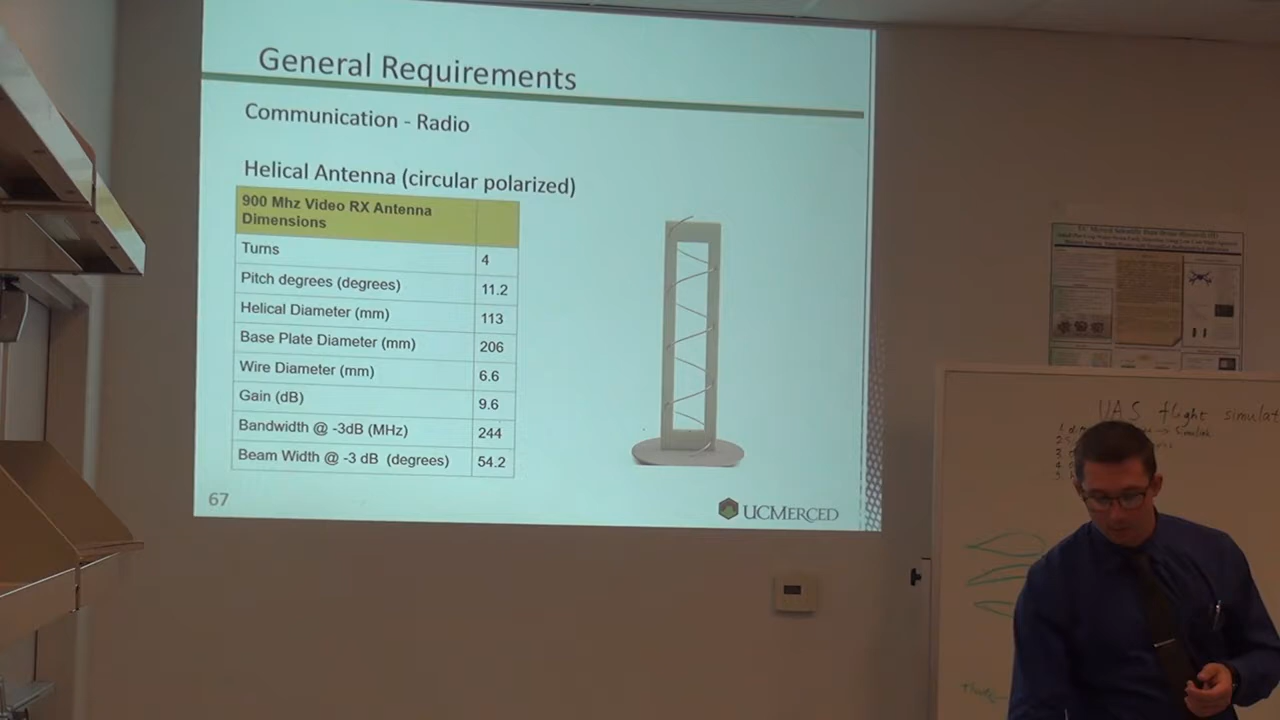 General Requirements
Communication - Radio
Helical Antenna (circular polarized)
900 Mhz Video RX Antenna
Dimensions
Turns 4
Pitch degrees (degrees) 11.2
Helical Diameter (mm) 113
Base Plate Diameter (mm) 206
Wire Diameter (mm) 6.6
Gain (dB) 9.6
Bandwidth @ -3dB (MHz) 244
Beam Width @ -3 dB (degrees) 54.2
67
UCMERCED
UAS flight simulat
Simulink